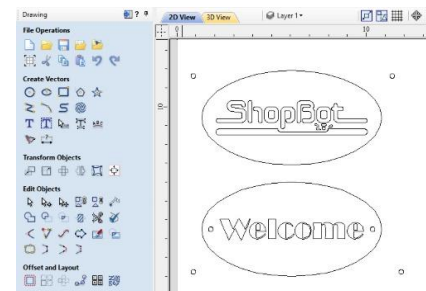 Drawing
?
File Operations
Create Vectors
Transform Objects
Edit Objects
Offset and Layout
2D View
3D View
Layer 1
0
10
ShopBot
Welcome